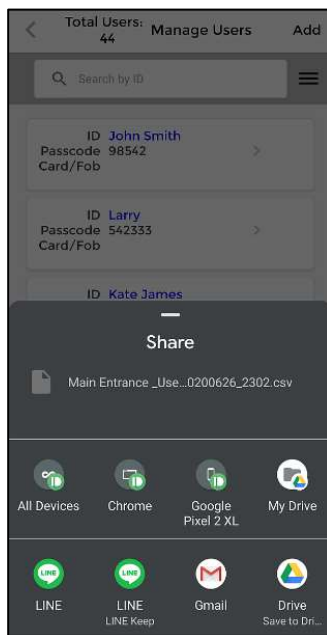 Total Users:
44
Manage Users
Add
Search by ID
ID John Smith
Passcode 98542
Card/Fob
ID Larry
Passcode 542333
Card/Fob
ID Kate James
Share
Main Entrance _Use...0200626_2302.csv
All Devices
Chrome
Google
Pixel 2 XL
My Drive
LINE
LINE
LINE
LINE
LINE Keep
Gmail
Drive
Save to Dri...